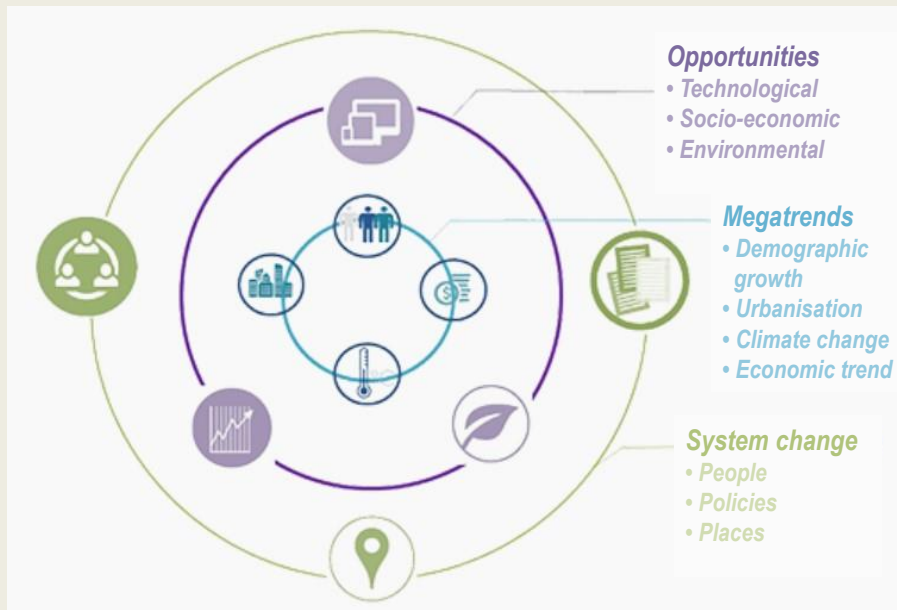 Opportunities
• Technological
• Socio-economic
• Environmental
Megatrends
• Demographic
growth
• Urbanisation
• Climate change
• Economic trend
System change
• People
• Policies
• Places